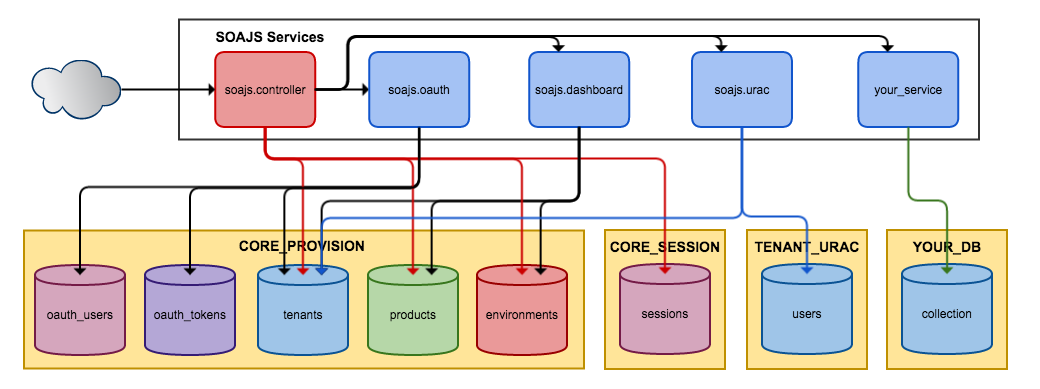 SOAJS Services
soajs.controller
soajs.oauth
soajs.dashboard
soajs.urac
your_service
CORE_PROVISION
CORE_SESSION
TENANT_URAC
YOUR_DB
oauth_users
oauth_tokens
tenants
products
environments
sessions
users
collection